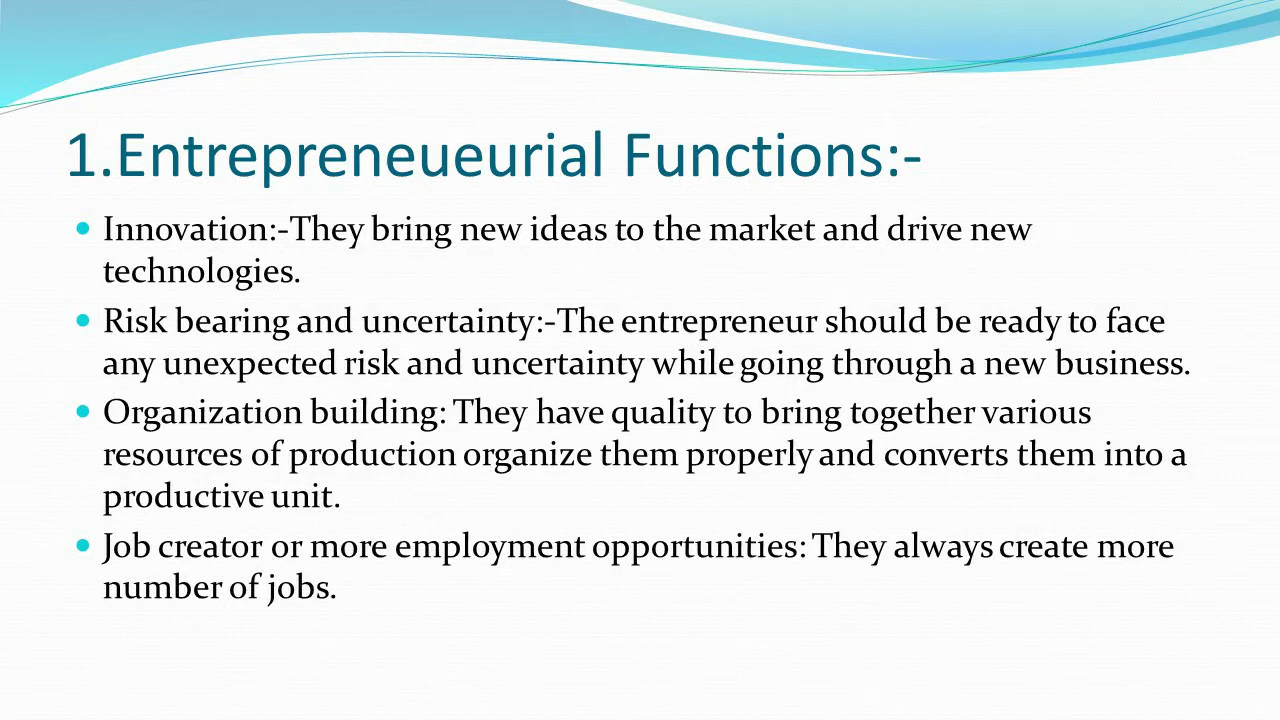 1.Entrepreneueurial Functions:-
Innovation:-They bring new ideas to the market and drive new
technologies.
Risk bearing and uncertainty:-The entrepreneur should be ready to face
any unexpected risk and uncertainty while going through a new business.
Organization building: They have quality to bring together various
resources of production organize them properly and converts them into a
productive unit.
Job creator or more employment opportunities: They always create more
number of jobs.